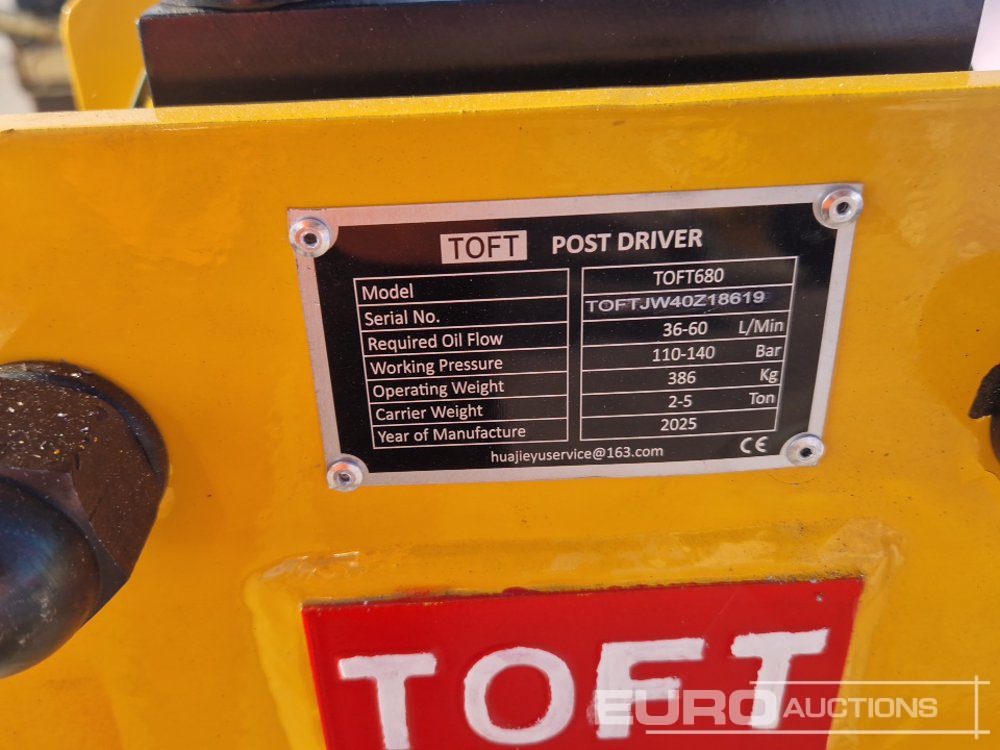 TOFT POST DRIVER
Model TOFT680
Serial No. TOFTJW40Z18619
Required Oil Flow 36-60 L/Min
Working Pressure 110-140 Bar
Operating Weight 386 Kg
Carrier Weight 2-5 Ton
Year of Manufacture 2025
huajieyuservice@163.com CE
TOFT
EURO AUCTIONS